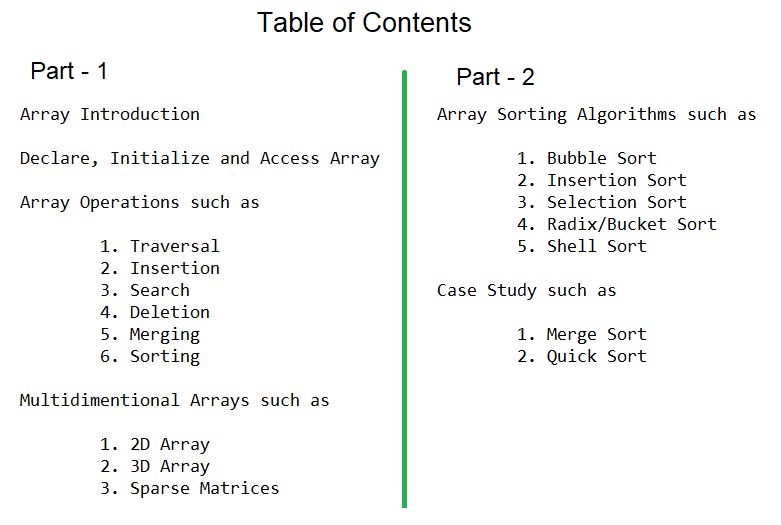 Table of Contents
Part - 1
Array Introduction
Declare, Initialize and Access Array
Array Operations such as
1. Traversal
2. Insertion
3. Search
4. Deletion
5. Merging
6. Sorting
Multidimentional Arrays such as
1. 2D Array
2. 3D Array
3. Sparse Matrices
Part - 2
Array Sorting Algorithms such as
1. Bubble Sort
2. Insertion Sort
3. Selection Sort
4. Radix/Bucket Sort
5. Shell Sort
Case Study such as
1. Merge Sort
2. Quick Sort